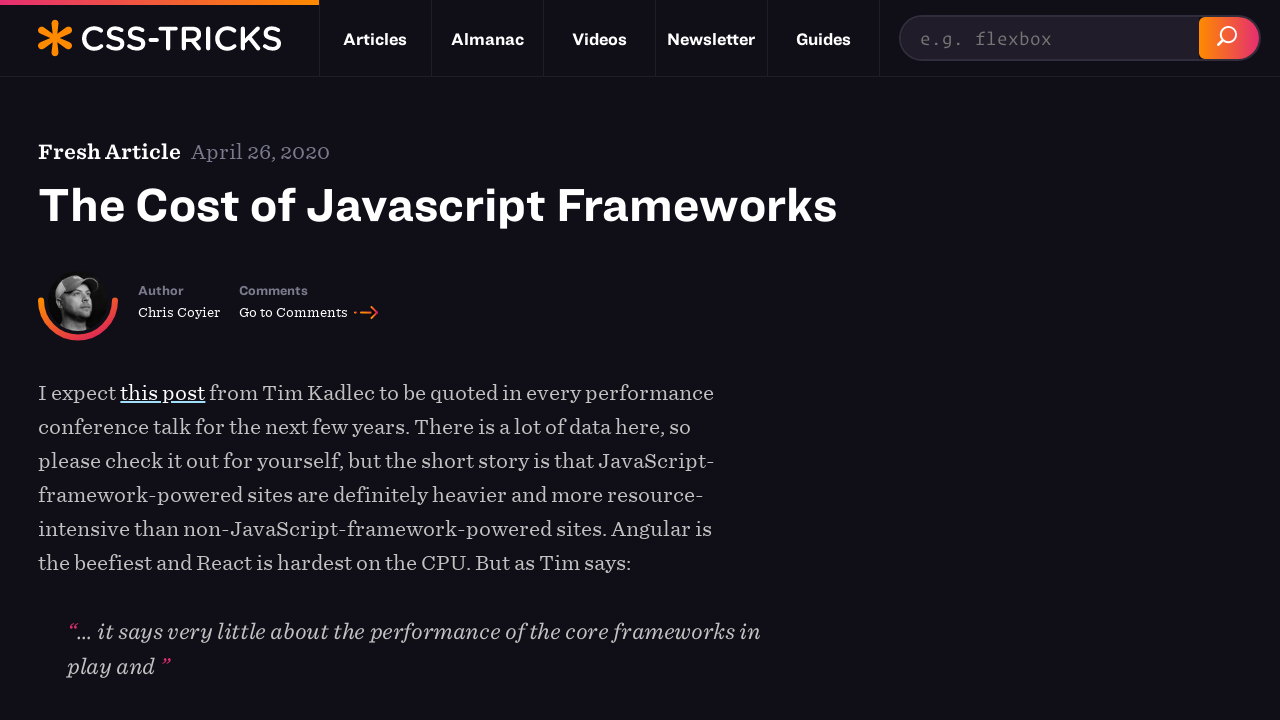 CSS-TRICKS
Articles
Almanac
Videos
Newsletter
Guides
e.g. flexbox
Fresh Article April 26, 2020
The Cost of Javascript Frameworks
Author
Chris Coyier
Comments
Go to Comments
I expect this post from Tim Kadlec to be quoted in every performance
conference talk for the next few years. There is a lot of data here, so
please check it out for yourself, but the short story is that JavaScript-
framework-powered sites are definitely heavier and more resource-
intensive than non-JavaScript-framework-powered sites. Angular is
the beefiest and React is hardest on the CPU. But as Tim says:
“… it says very little about the performance of the core frameworks in
play and ”